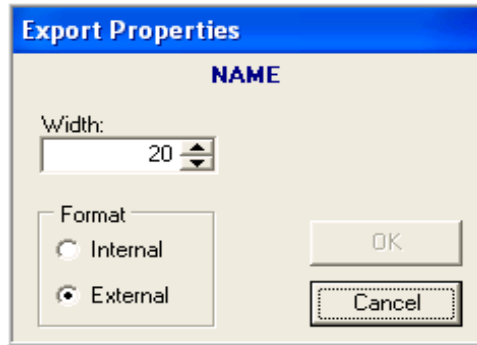 Export Properties
NAME
Width:
20
Format
Internal
External
OK
Cancel